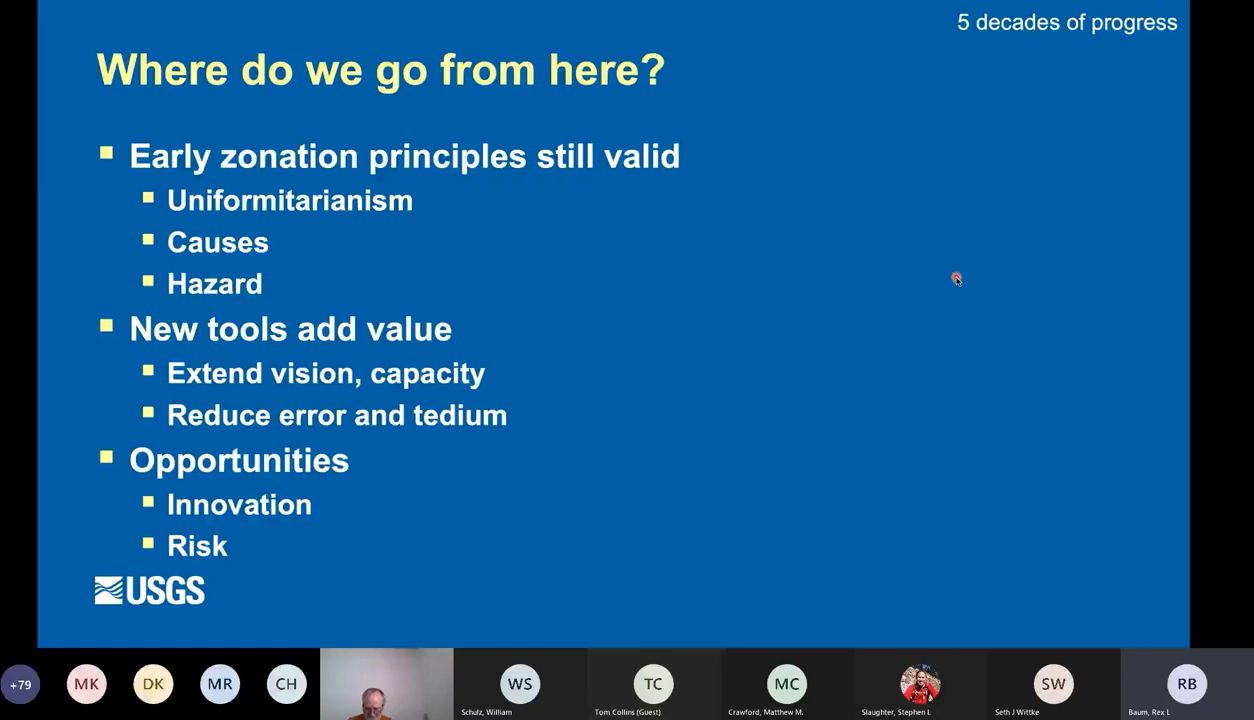 5 decades of progress
Where do we go from here?
Early zonation principles still valid
Uniformitarianism
Causes
Hazard
New tools add value
Extend vision, capacity
Reduce error and tedium
Opportunities
Innovation
Risk
USGS
+79
MK
DK
MR
CH
WS
TC
MC
SW
RB
Schulz, William
Tom Collins (Guest)
Crawford, Matthew M.
Slaughter, Stephen L
Seth J Wittke
Baum, Rex L